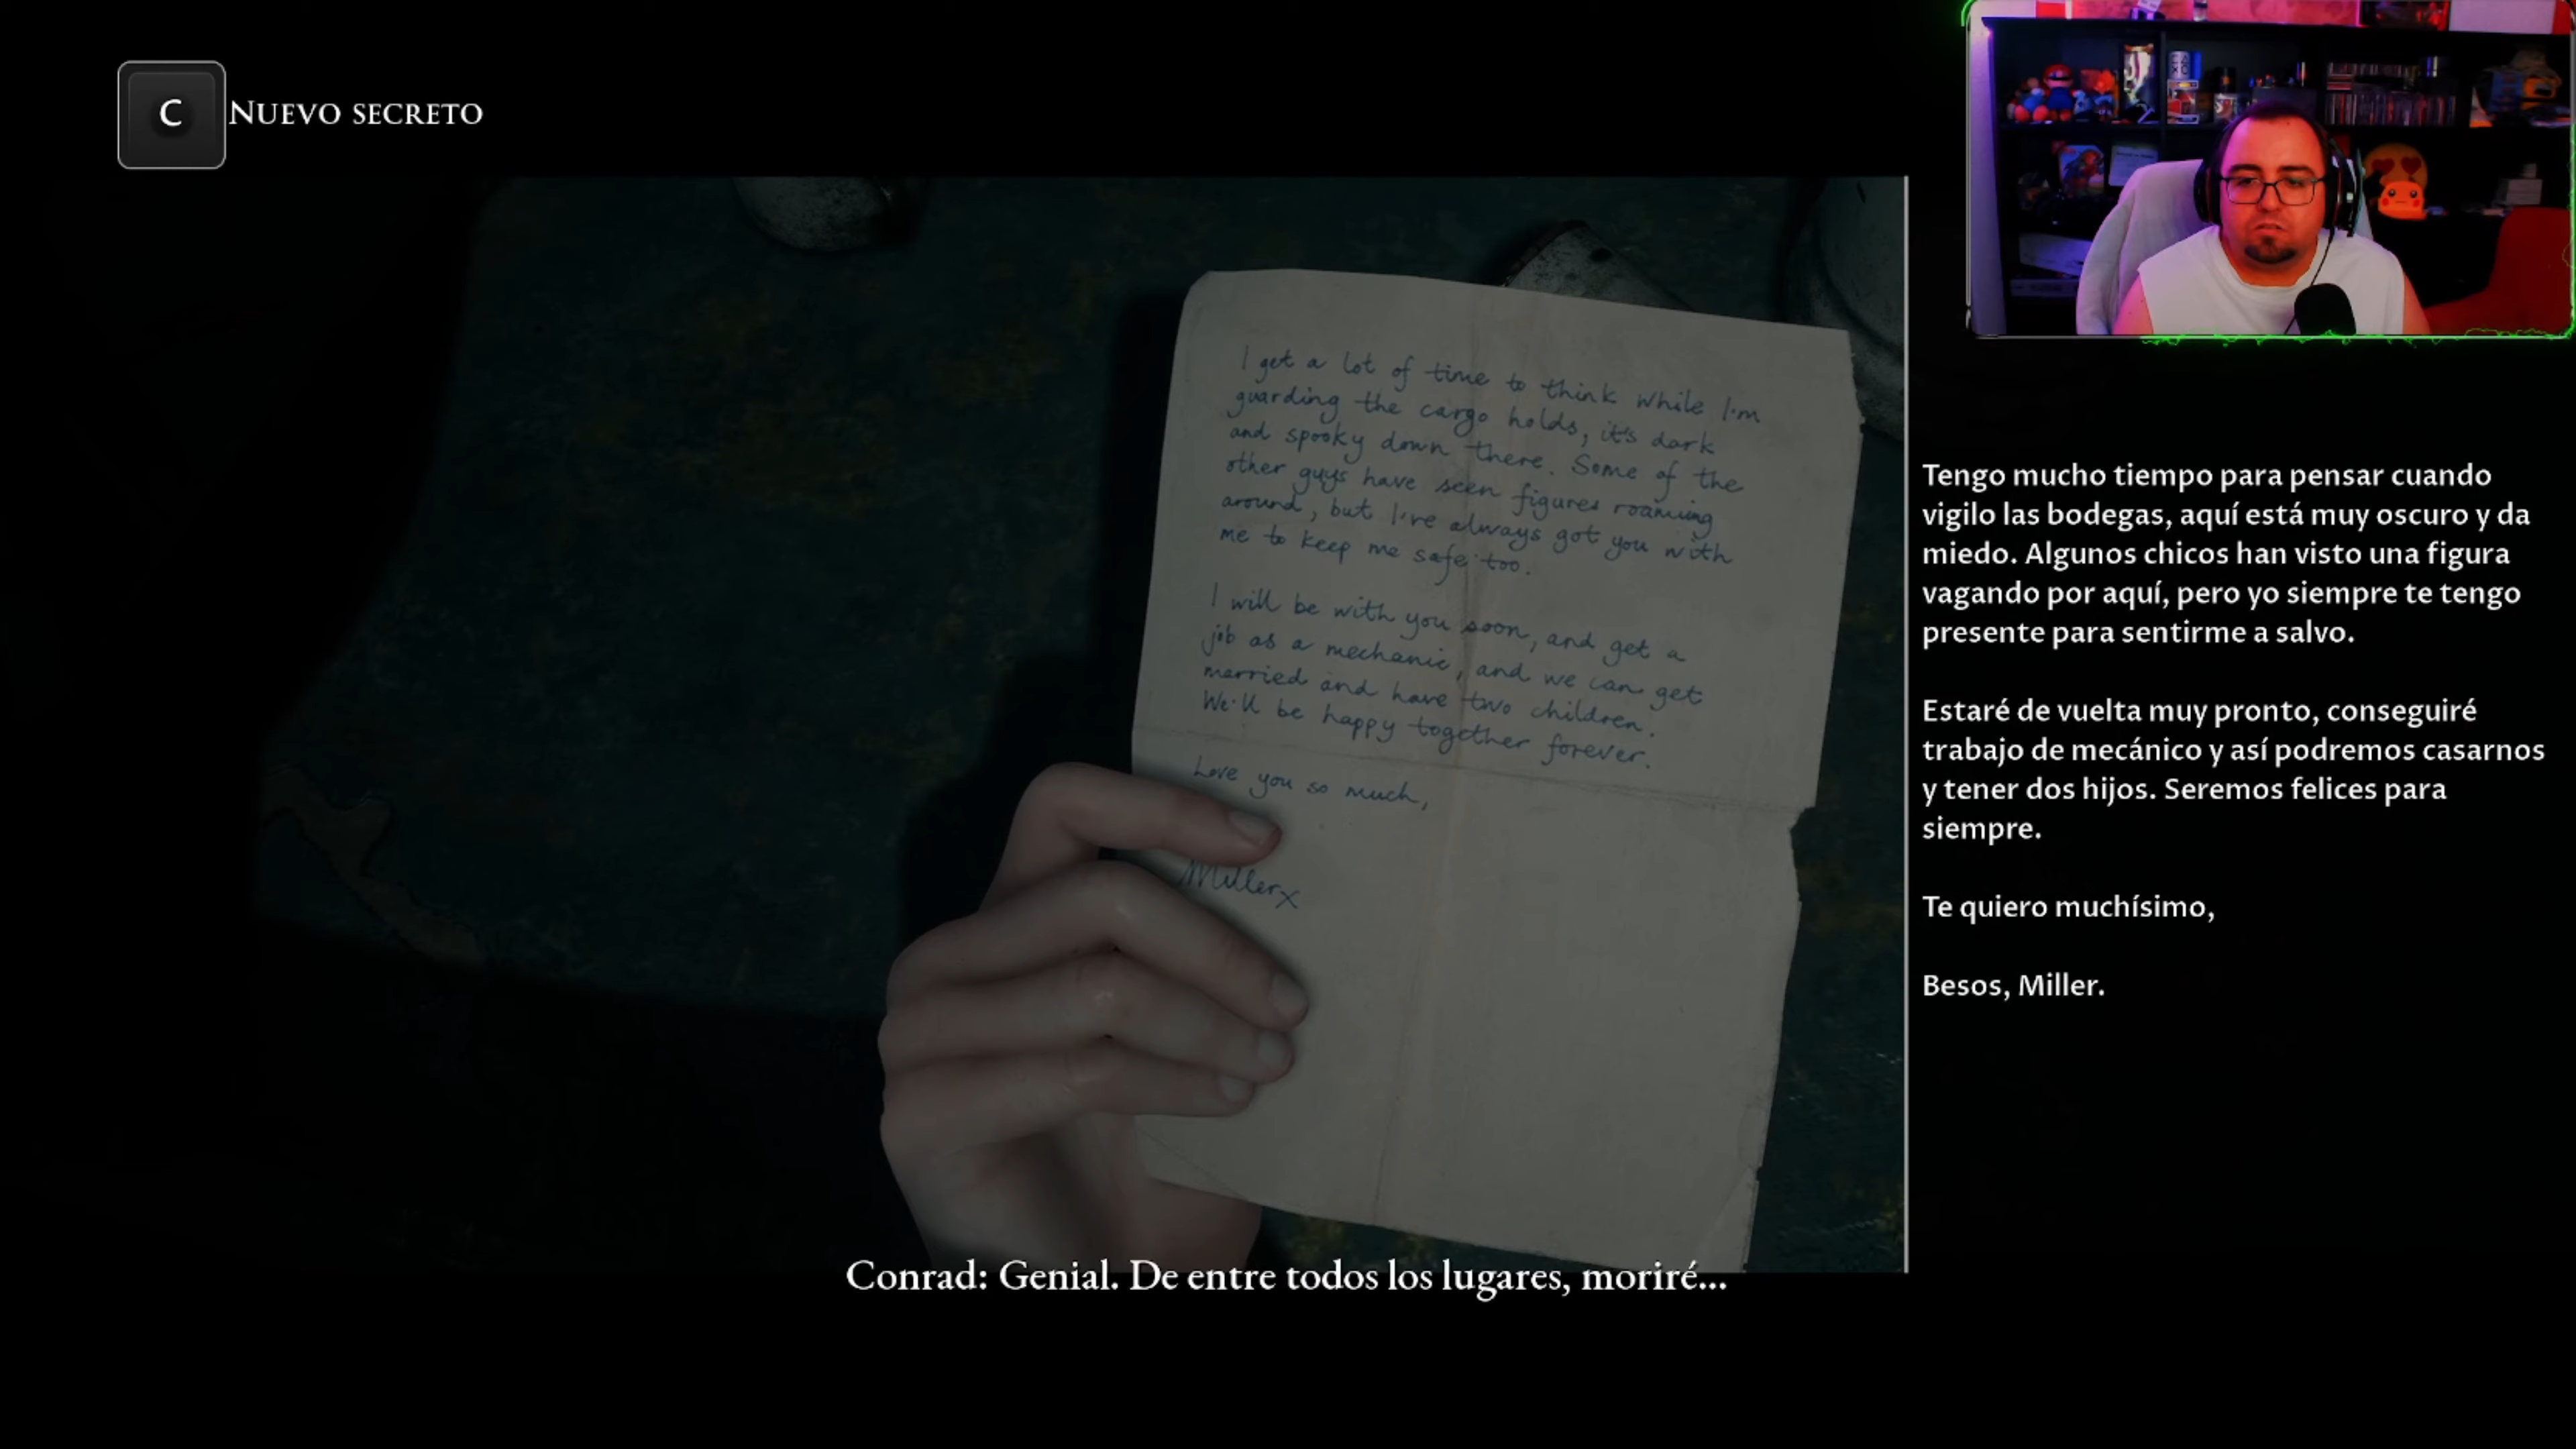 C
NUEVO SECRETO
I get a lot of time to think while I'm
guarding the cargo holds, it's dark
and spooky down there. Some of the
other guys have seen figures roaming
around, but I've always got you with
me to keep me safe too.
I will be with you soon, and get a
job as a mechanic, and we can get
married and have two children.
We'll be happy together forever.
Love you so much,
Miller x
Tengo mucho tiempo para pensar cuando
vigilo las bodegas, aquí está muy oscuro y da
miedo. Algunos chicos han visto una figura
vagando por aquí, pero yo siempre te tengo
presente para sentirme a salvo.
Estaré de vuelta muy pronto, conseguiré
trabajo de mecánico y así podremos casarnos
y tener dos hijos. Seremos felices para
siempre.
Te quiero muchísimo,
Besos, Miller.
Conrad: Genial. De entre todos los lugares, moriré...